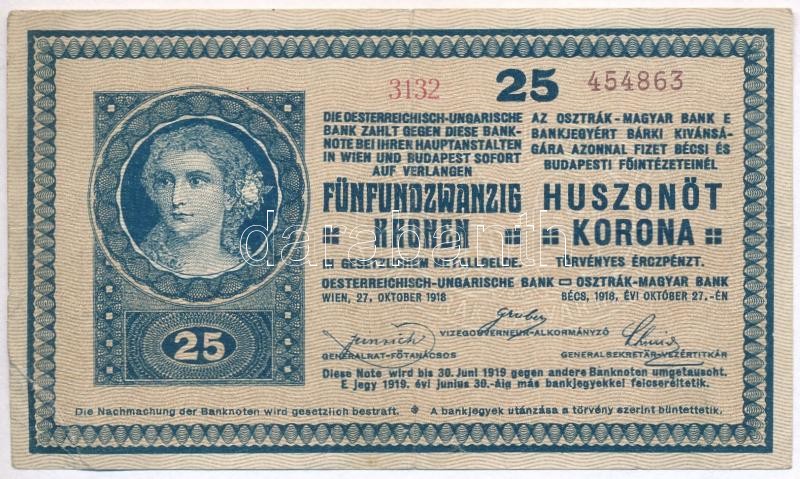 3132
25 454863
DIE OESTERREICHISCH-UNGARISCHE
BANK ZAHLT GEGEN DIESE BANK-
NOTE BEI IHREN HAUPTANSTALTEN
IN WIEN UND BUDAPEST SOFORT
AUF VERLANGEN
FÜNFUNDZWANZIG
KRONEN
IN GESETZLICHEM METALLGELDE.
AZ OSZTRÁK-MAGYAR BANK E
BANKJEGYÉRT BÁRKI KIVÁNSÁ-
GÁRA AZONNAL FIZET BÉCSI ÉS
BUDAPESTI FŐINTÉZETEINÉL
HUSZONÖT
KORONA
TÖRVÉNYES ÉRCZPÉNZT.
OESTERREICHISCH-UNGARISCHE BANK OSZTRÁK-MAGYAR BANK
WIEN, 27. OKTOBER 1918 BÉCS, 1918, ÉVI OKTÓBER 27.-ÉN
Gruber
VIZEGOUVERNEUR-ALKORMÁNYZÓ
GENERALRAT-FŐTANÁCSOS GENERALSEKRETÄR-VEZÉRTITKÁR
Diese Note wird bis 30. Juni 1919 gegen andere Banknoten umgetauscht.
E jegy 1919. évi junius 30.-áig más bankjegyekkel felcseréltetik.
25
Die Nachmachung der Banknoten wird gesetzlich bestraft. A bankjegyek utánzása a törvény szerint büntettetik.
darabanth